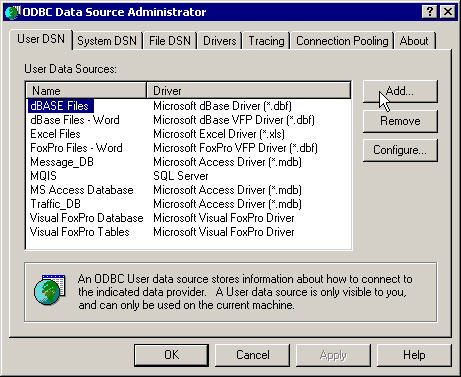 ODBC Data Source Administrator
User DSN System DSN File DSN Drivers Tracing Connection Pooling About
User Data Sources:
Name Driver
dBASE Files Microsoft dBase Driver (*.dbf)
dBase Files - Word Microsoft dBase VFP Driver (*.dbf)
Excel Files Microsoft Excel Driver (*.xls)
FoxPro Files - Word Microsoft FoxPro VFP Driver (*.dbf)
Message_DB Microsoft Access Driver (*.mdb)
MQIS SQL Server
MS Access Database Microsoft Access Driver (*.mdb)
Traffic_DB Microsoft Access Driver (*.mdb)
Visual FoxPro Database Microsoft Visual FoxPro Driver
Visual FoxPro Tables Microsoft Visual FoxPro Driver
Add...
Remove
Configure...
An ODBC User data source stores information about how to connect to
the indicated data provider. A User data source is only visible to you,
and can only be used on the current machine.
OK Cancel Apply Help